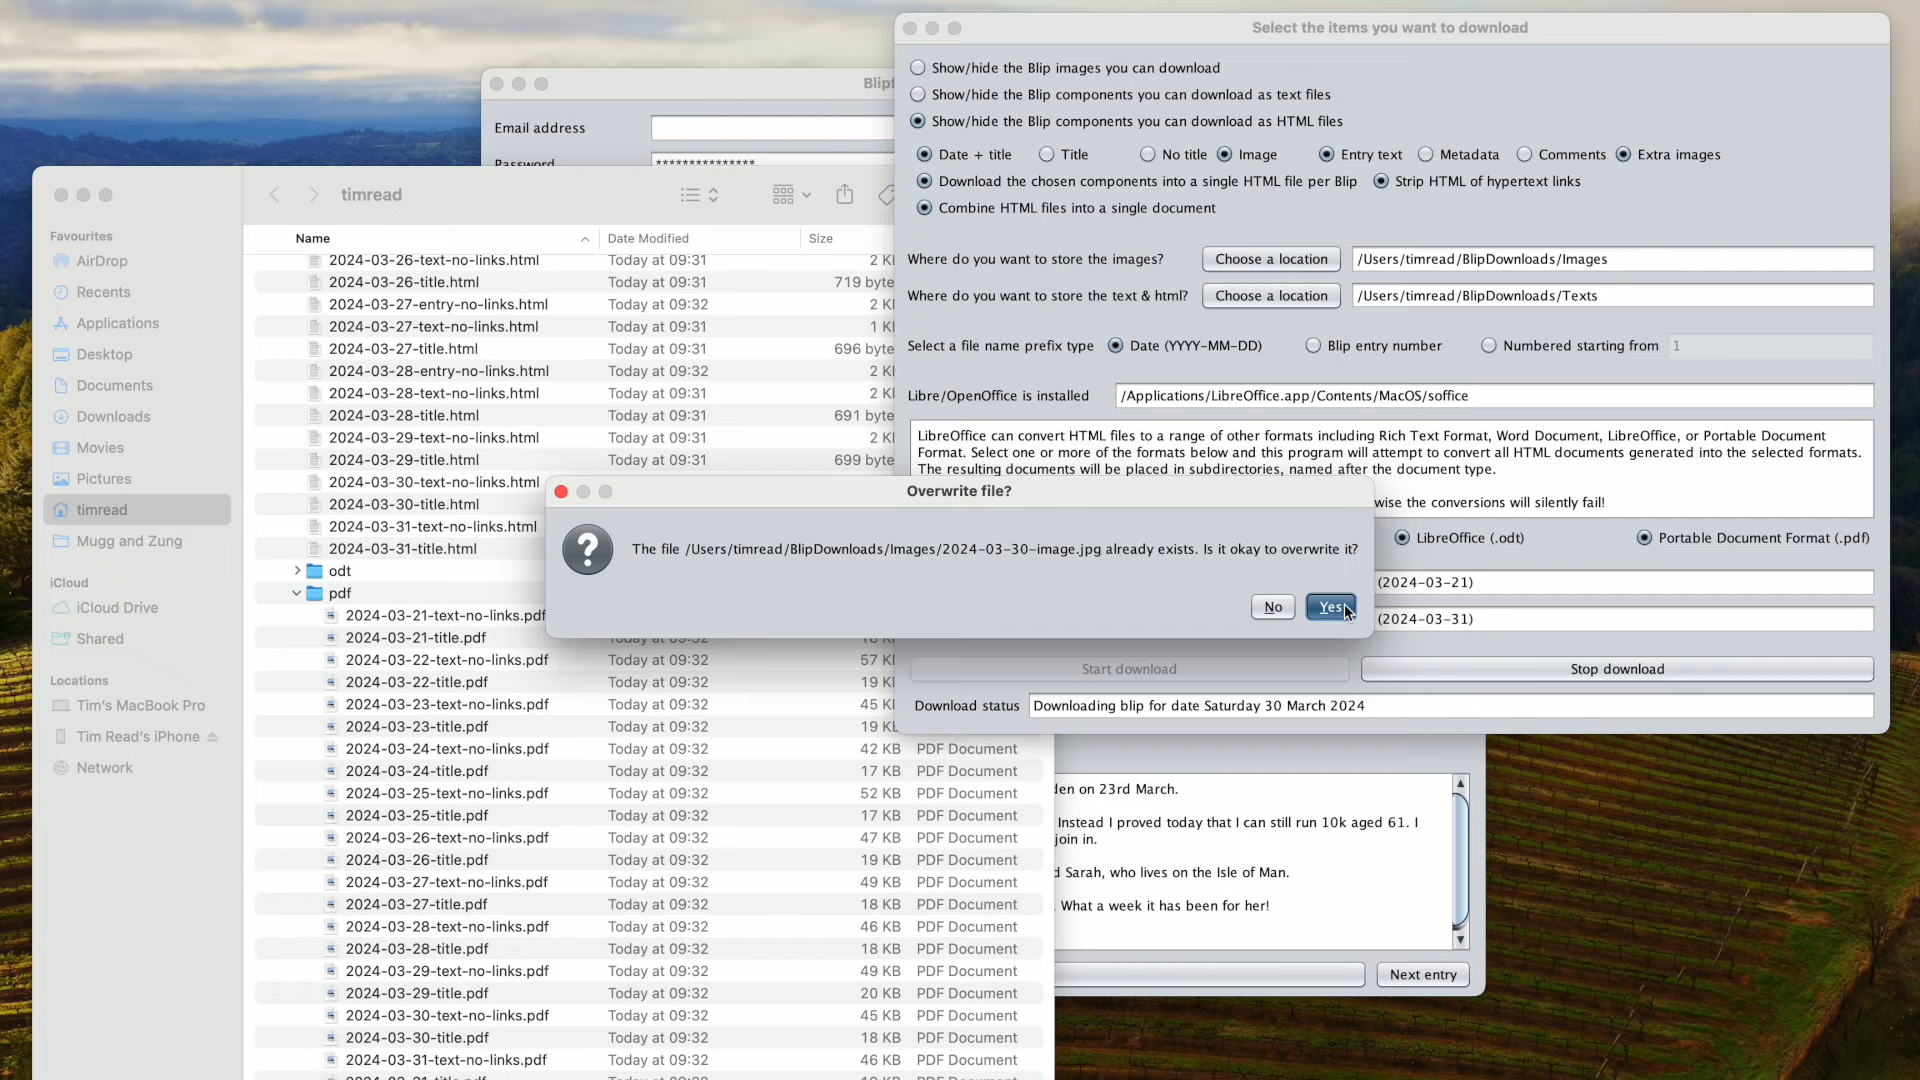 Select the items you want to download
Show/hide the Blip images you can download
Show/hide the Blip components you can download as text files
Show/hide the Blip components you can download as HTML files
Date + title Title No title Image Entry text Metadata Comments Extra images
Download the chosen components into a single HTML file per Blip Strip HTML of hypertext links
Combine HTML files into a single document
Where do you want to store the images? Choose a location /Users/timread/BlipDownloads/Images
Where do you want to store the text & html? Choose a location /Users/timread/BlipDownloads/Texts
Select a file name prefix type Date (YYYY-MM-DD) Blip entry number Numbered starting from 1
Libre/OpenOffice is installed /Applications/LibreOffice.app/Contents/MacOS/soffice
LibreOffice can convert HTML files to a range of other formats including Rich Text Format, Word Document, LibreOffice, or Portable Document
Format. Select one or more of the formats below and this program will attempt to convert all HTML documents generated into the selected formats.
The resulting documents will be placed in subdirectories, named after the document type.
wise the conversions will silently fail!
LibreOffice (.odt) Portable Document Format (.pdf)
(2024-03-21)
(2024-03-31)
Start download Stop download
Download status Downloading blip for date Saturday 30 March 2024
Overwrite file?
The file /Users/timread/BlipDownloads/Images/2024-03-30-image.jpg already exists. Is it okay to overwrite it?
No Yes
Email address
Password ***************
timread
Favourites
AirDrop
Recents
Applications
Desktop
Documents
Downloads
Movies
Pictures
timread
Mugg and Zung
iCloud
iCloud Drive
Shared
Locations
Tim's MacBook Pro
Tim Read's iPhone
Network
Name Date Modified Size
2024-03-26-text-no-links.html Today at 09:31 2
2024-03-26-title.html Today at 09:31 719 byte
2024-03-27-entry-no-links.html Today at 09:32 2
2024-03-27-text-no-links.html Today at 09:31 1
2024-03-27-title.html Today at 09:31 696 byte
2024-03-28-entry-no-links.html Today at 09:32 2
2024-03-28-text-no-links.html Today at 09:31 2
2024-03-28-title.html Today at 09:31 691 byte
2024-03-29-text-no-links.html Today at 09:31 2
2024-03-29-title.html Today at 09:31 699 byte
2024-03-30-text-no-links.html
2024-03-30-title.html
2024-03-31-text-no-links.html
2024-03-31-title.html
odt
pdf
2024-03-21-text-no-links.pdf
2024-03-21-title.pdf
2024-03-22-text-no-links.pdf Today at 09:32 57
2024-03-22-title.pdf Today at 09:32 19
2024-03-23-text-no-links.pdf Today at 09:32 45
2024-03-23-title.pdf Today at 09:32 19
2024-03-24-text-no-links.pdf Today at 09:32 42 KB PDF Document
2024-03-24-title.pdf Today at 09:32 17 KB PDF Document
2024-03-25-text-no-links.pdf Today at 09:32 52 KB PDF Document
2024-03-25-title.pdf Today at 09:32 17 KB PDF Document
2024-03-26-text-no-links.pdf Today at 09:32 47 KB PDF Document
2024-03-26-title.pdf Today at 09:32 19 KB PDF Document
2024-03-27-text-no-links.pdf Today at 09:32 49 KB PDF Document
2024-03-27-title.pdf Today at 09:32 18 KB PDF Document
2024-03-28-text-no-links.pdf Today at 09:32 46 KB PDF Document
2024-03-28-title.pdf Today at 09:32 18 KB PDF Document
2024-03-29-text-no-links.pdf Today at 09:32 49 KB PDF Document
2024-03-29-title.pdf Today at 09:32 20 KB PDF Document
2024-03-30-text-no-links.pdf Today at 09:32 45 KB PDF Document
2024-03-30-title.pdf Today at 09:32 18 KB PDF Document
2024-03-31-text-no-links.pdf Today at 09:32 46 KB PDF Document
den on 23rd March.
Instead I proved today that I can still run 10k aged 61. I
join in.
d Sarah, who lives on the Isle of Man.
. What a week it has been for her!
Next entry